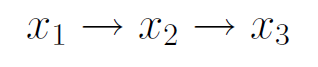 x₁ → x₂ → x₃